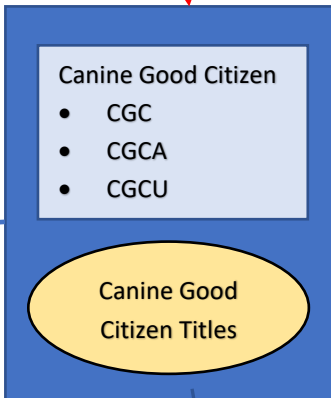 Canine Good Citizen
• CGC
• CGCA
• CGCU
Canine Good
Citizen Titles